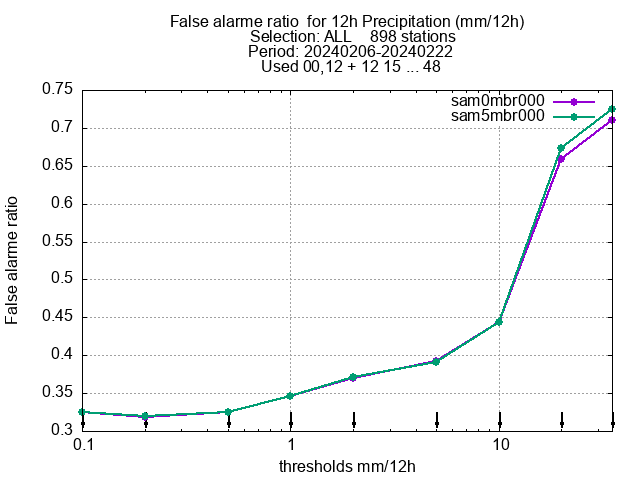 False alarme ratio  for 12h Precipitation (mm/12h)
Selection: ALL    898 stations
Period: 20240206-20240222
Used 00,12 + 12 15 ... 48
sam0mbr000
sam5mbr000
0.75
0.7
0.65
0.6
0.55
0.5
0.45
0.4
0.35
0.3
False alarme ratio
0.1 1 10
thresholds mm/12h